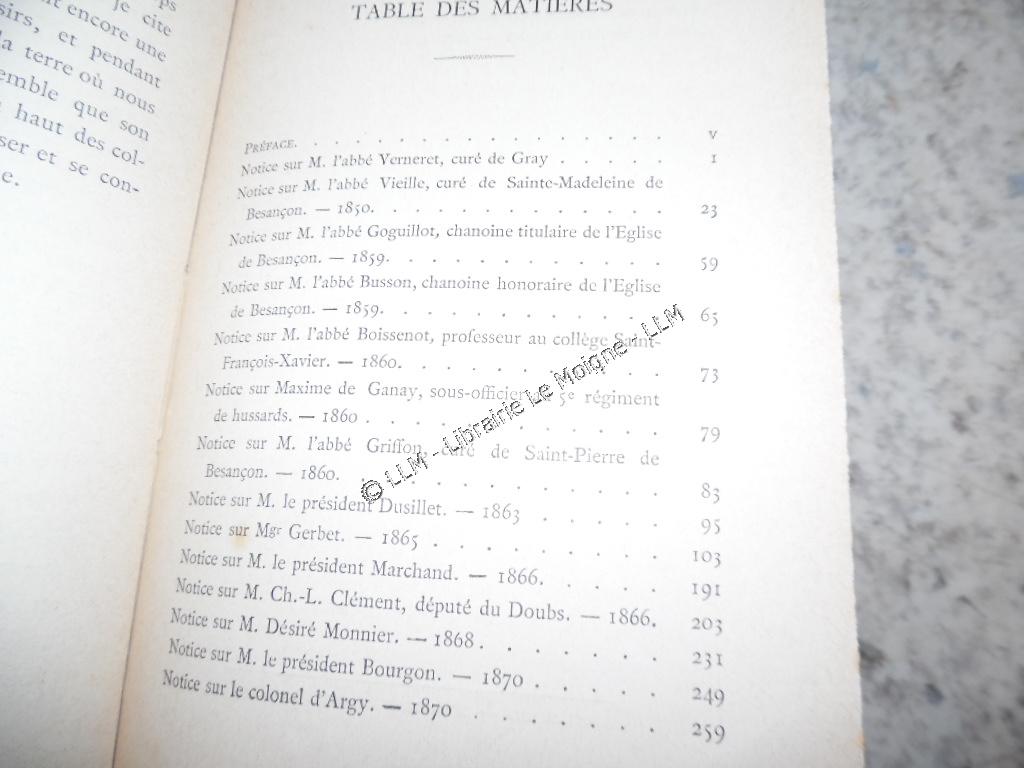 ps
je cite
nt encore une
sirs, et pendant
la terre où nous
emble que son
haut des col-
ser et se con-
e.
TABLE DES MATIÈRES
PRÉFACE. . . . . . . . . . . . . . . . v
Notice sur M. l'abbé Verneret, curé de Gray . . . . . 1
Notice sur M. l'abbé Vieille, curé de Sainte-Madeleine de
Besançon. — 1850. . . . . . . . . . . . . 23
Notice sur M. l'abbé Goguillot, chanoine titulaire de l'Eglise
de Besançon. — 1859. . . . . . . . . . . . 59
Notice sur M. l'abbé Busson, chanoine honoraire de l'Eglise
de Besançon. — 1859. . . . . . . . . . . . 65
Notice sur M. l'abbé Boissenot, professeur au collège Saint-
François-Xavier. — 1860. . . . . . . . . . . 73
Notice sur Maxime de Ganay, sous-officier au 5e régiment
de hussards. — 1860 . . . . . . . . . . . . 79
Notice sur M. l'abbé Griffon, curé de Saint-Pierre de
Besançon. — 1860. . . . . . . . . . . . . 83
Notice sur M. le président Dusillet. — 1863 . . . . . 95
Notice sur Mgr Gerbet. — 1865 . . . . . . . . . 103
Notice sur M. le président Marchand. — 1866. . . . . 191
Notice sur M. Ch.-L. Clément, député du Doubs. — 1866. 203
Notice sur M. Désiré Monnier. — 1868. . . . . . . 231
Notice sur M. le président Bourgon. — 1870 . . . . . 249
Notice sur le colonel d'Argy. — 1870 . . . . . . . 259
© LLM - Librairie Le Moigne - LLM